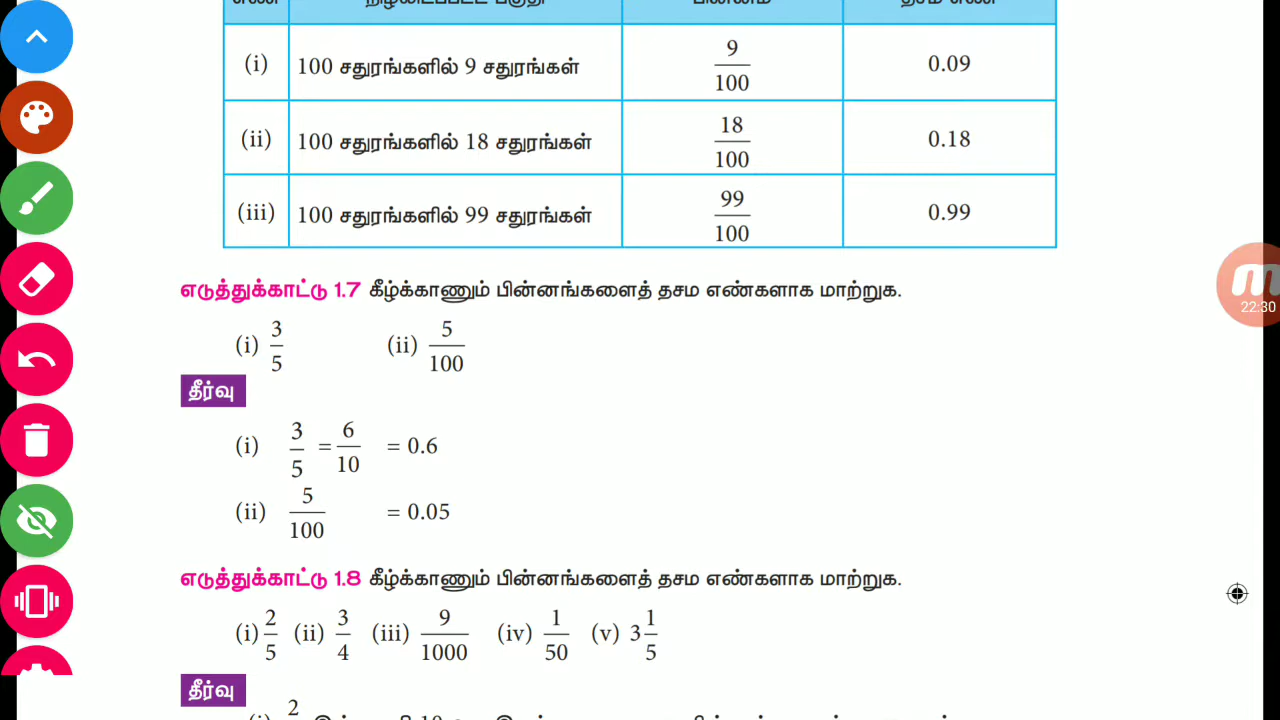 (i) 100 சதுரங்களில் 9 சதுரங்கள் 9/100 0.09
(ii) 100 சதுரங்களில் 18 சதுரங்கள் 18/100 0.18
(iii) 100 சதுரங்களில் 99 சதுரங்கள் 99/100 0.99
எடுத்துக்காட்டு 1.7 கீழ்க்காணும் பின்னங்களைத் தசம எண்களாக மாற்றுக.
(i) 3/5 (ii) 5/100
தீர்வு
(i) 3/5 = 6/10 = 0.6
(ii) 5/100 = 0.05
எடுத்துக்காட்டு 1.8 கீழ்க்காணும் பின்னங்களைத் தசம எண்களாக மாற்றுக.
(i) 2/5 (ii) 3/4 (iii) 9/1000 (iv) 1/50 (v) 3 1/5
தீர்வு
22:30